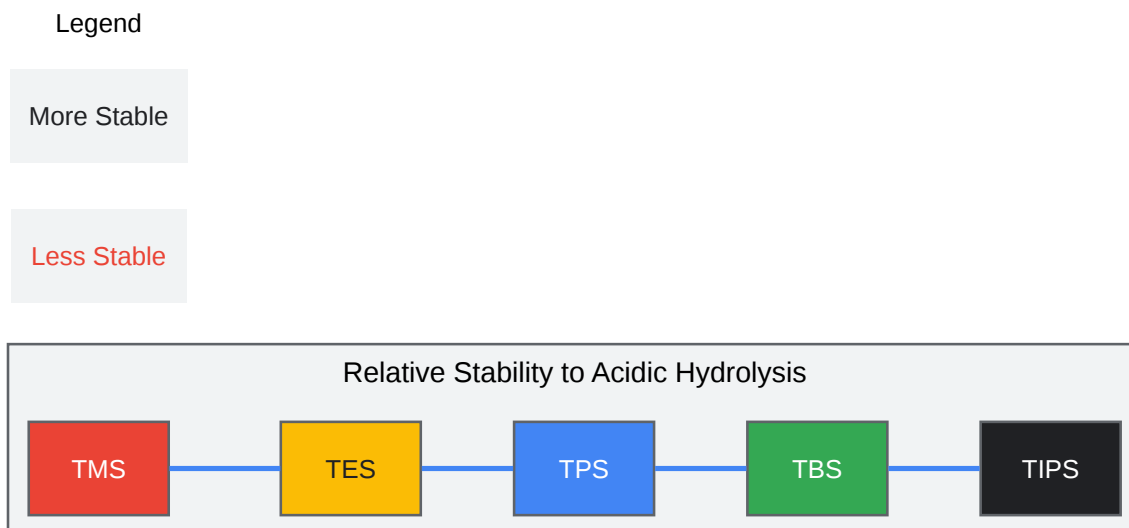 Legend
More Stable
Less Stable
Relative Stability to Acidic Hydrolysis
TMS TES TPS TBS TIPS